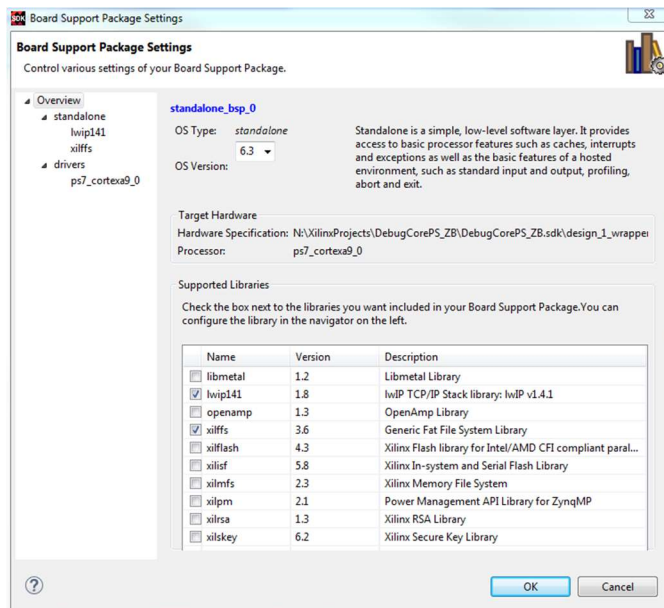 SDK Board Support Package Settings
Board Support Package Settings
Control various settings of your Board Support Package.
Overview
standalone
lwip141
xilffs
drivers
ps7_cortexa9_0
standalone_bsp_0
OS Type: standalone
6.3
OS Version:
Standalone is a simple, low-level software layer. It provides
access to basic processor features such as caches, interrupts
and exceptions as well as the basic features of a hosted
environment, such as standard input and output, profiling,
abort and exit.
Target Hardware
Hardware Specification: N:\XilinxProjects\DebugCorePS_ZB\DebugCorePS_ZB.sdk\design_1_wrapper
Processor: ps7_cortexa9_0
Supported Libraries
Check the box next to the libraries you want included in your Board Support Package.You can
configure the library in the navigator on the left.
Name Version Description
libmetal 1.2 Libmetal Library
lwip141 1.8 lwIP TCP/IP Stack library: lwIP v1.4.1
openamp 1.3 OpenAmp Library
xilffs 3.6 Generic Fat File System Library
xilflash 4.3 Xilinx Flash library for Intel/AMD CFI compliant paral...
xilisf 5.8 Xilinx In-system and Serial Flash Library
xilmfs 2.3 Xilinx Memory File System
xilpm 2.1 Power Management API Library for ZynqMP
xilrsa 1.3 Xilinx RSA Library
xilskey 6.2 Xilinx Secure Key Library
?
OK Cancel